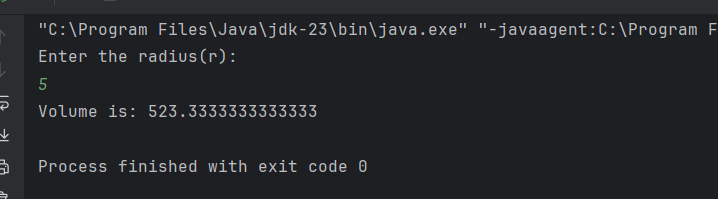 "C:\Program Files\Java\jdk-23\bin\java.exe" "-javaagent:C:\Program F
Enter the radius(r):
5
Volume is: 523.3333333333333
Process finished with exit code 0